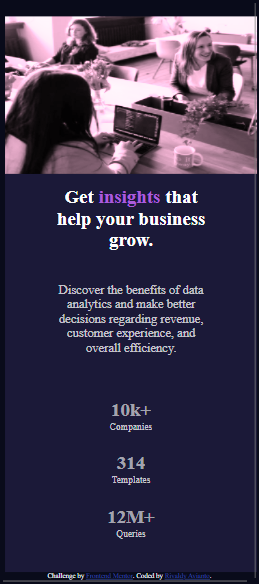 Get insights that
help your business
grow.
Discover the benefits of data
analytics and make better
decisions regarding revenue,
customer experience, and
overall efficiency.
10k+
Companies
314
Templates
12M+
Queries
Challenge by Frontend Mentor. Coded by